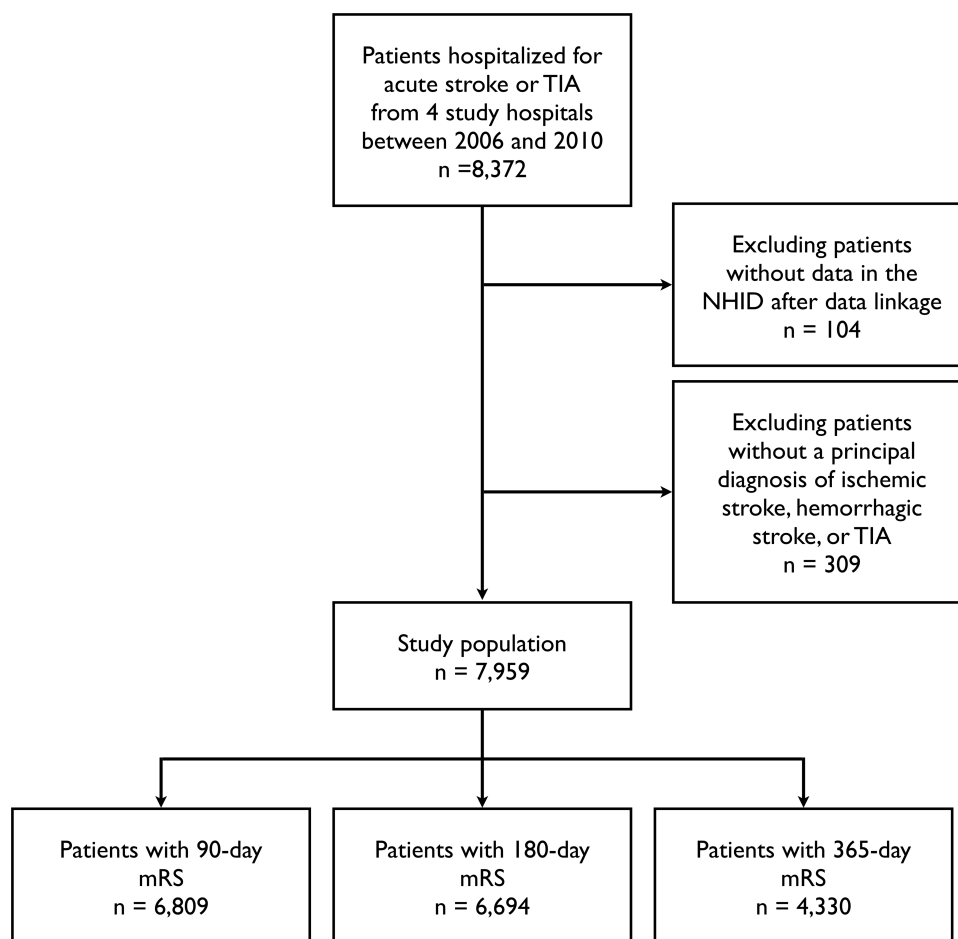 Patients hospitalized for
acute stroke or TIA
from 4 study hospitals
between 2006 and 2010
n =8,372
Excluding patients
without data in the
NHID after data linkage
n = 104
Excluding patients
without a principal
diagnosis of ischemic
stroke, hemorrhagic
stroke, or TIA
n = 309
Study population
n = 7,959
Patients with 90-day
mRS
n = 6,809
Patients with 180-day
mRS
n = 6,694
Patients with 365-day
mRS
n = 4,330